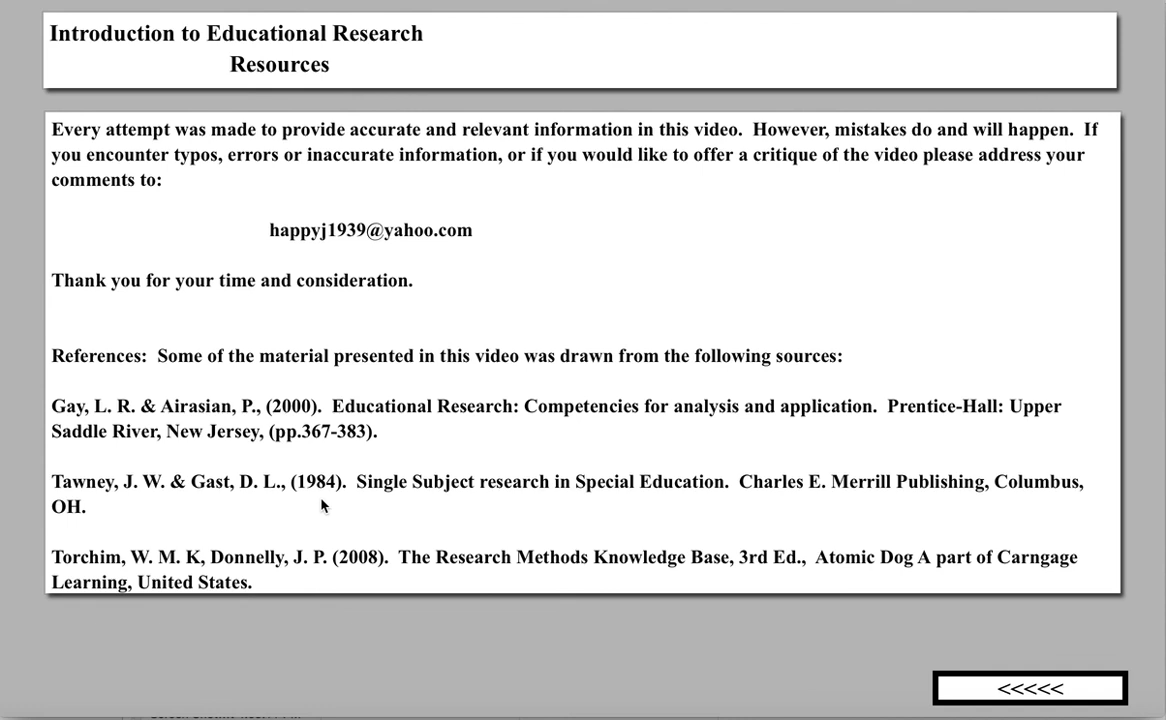 Introduction to Educational Research
Resources
Every attempt was made to provide accurate and relevant information in this video. However, mistakes do and will happen. If
you encounter typos, errors or inaccurate information, or if you would like to offer a critique of the video please address your
comments to:
happyj1939@yahoo.com
Thank you for your time and consideration.
References: Some of the material presented in this video was drawn from the following sources:
Gay, L. R. & Airasian, P., (2000). Educational Research: Competencies for analysis and application. Prentice-Hall: Upper
Saddle River, New Jersey, (pp.367-383).
Tawney, J. W. & Gast, D. L., (1984). Single Subject research in Special Education. Charles E. Merrill Publishing, Columbus,
OH.
Torchim, W. M. K, Donnelly, J. P. (2008). The Research Methods Knowledge Base, 3rd Ed., Atomic Dog A part of Carngage
Learning, United States.
<<<<<